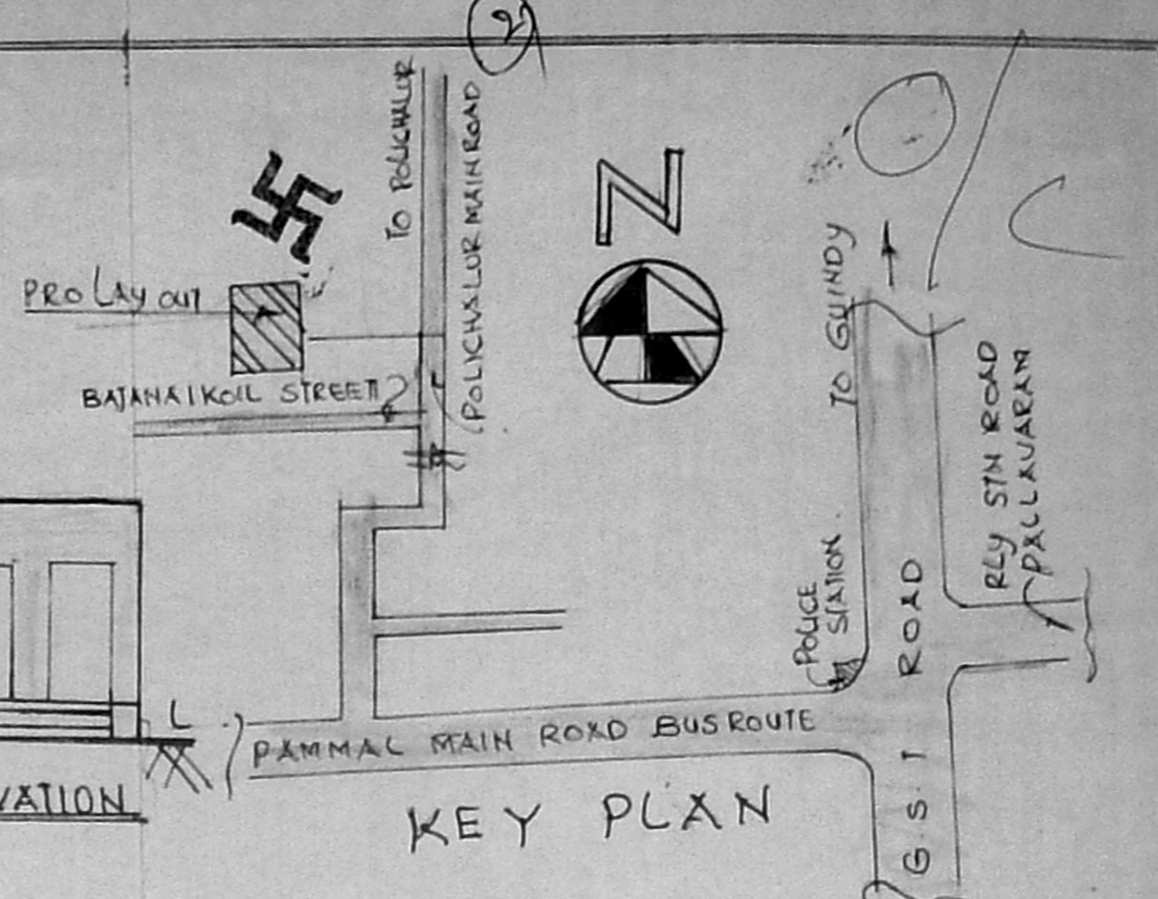 2
TO POLICHALUR
(POLICHALUR MAIN ROAD
N
PRO LAY OUT
BAJANAIKOIL STREET
TO GUINDY
RLY STN ROAD
PALLAVARAM
POLICE
STATION
G S T ROAD
L
PAMMAL MAIN ROAD BUS ROUTE
VATION
KEY PLAN